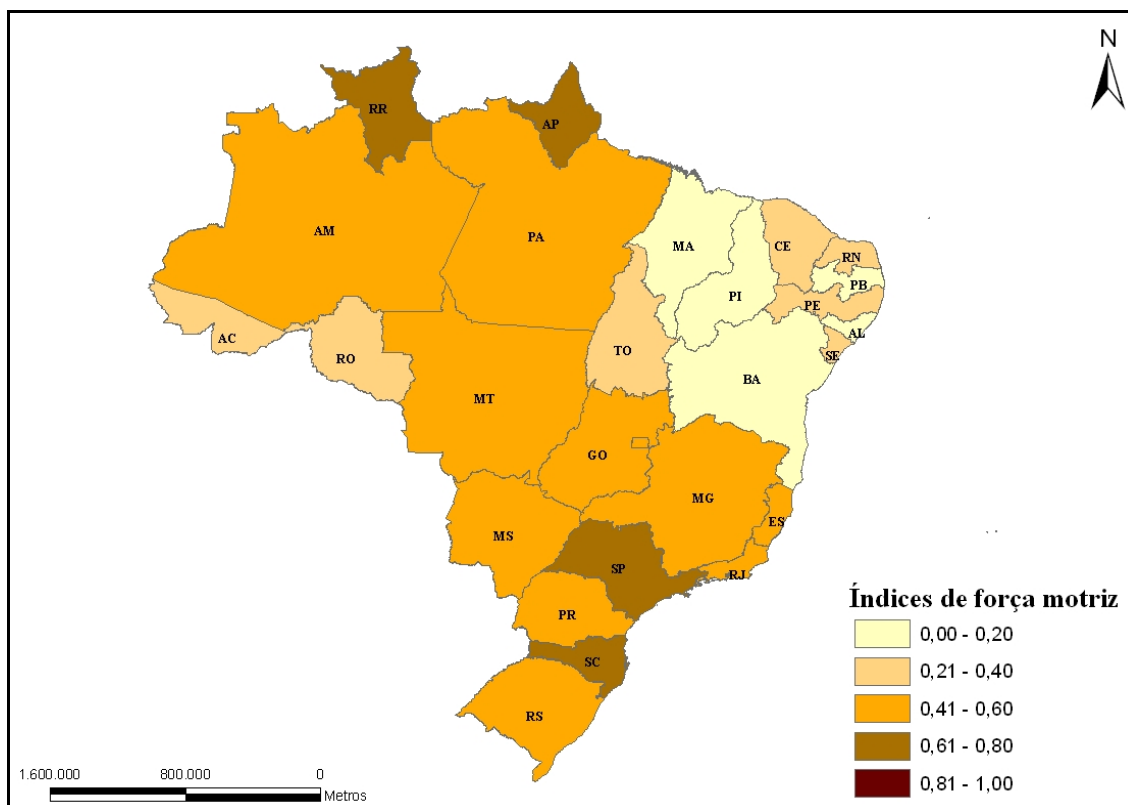 N
RR
AP
AM
PA
MA
CE
RN
PB
PI
PE
AL
SE
AC
RO
TO
BA
MT
GO
MG
ES
MS
SP
RJ
PR
SC
RS
Índices de força motriz
0,00 - 0,20
0,21 - 0,40
0,41 - 0,60
0,61 - 0,80
0,81 - 1,00
1.600.000 800.000 0
Metros